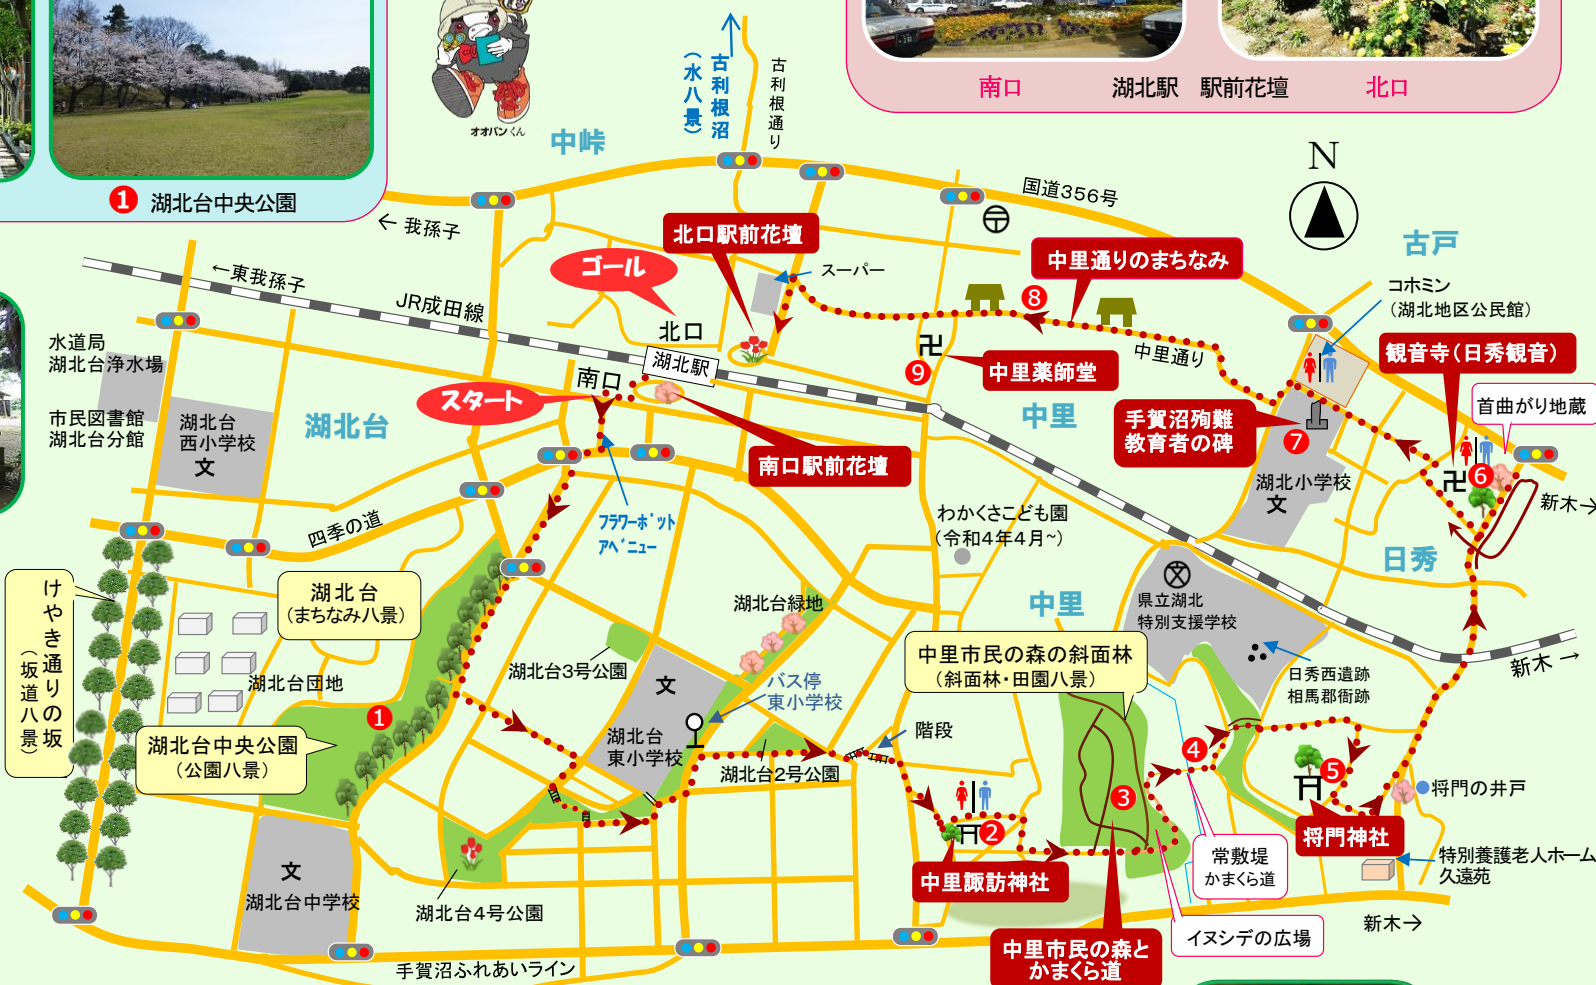 南口
湖北駅 駅前花壇
北口
❶ 湖北台中央公園
オオバンくん
中峠
古利根沼
(水八景)
古利根通り
国道356号
N
古戸
← 我孫子
北口駅前花壇
ゴール
スーパー
中里通りのまちなみ
コホミン
(湖北地区公民館)
←東我孫子
JR成田線
北口
湖北駅
8
中里通り
観音寺(日秀観音)
水道局
湖北台浄水場
南口
スタート
9
中里薬師堂
首曲がり地蔵
市民図書館
湖北台分館
湖北台
西小学校
文
湖北台
中里
手賀沼殉難
教育者の碑
7
南口駅前花壇
湖北小学校
文
6
新木→
四季の道
フラワーポット
アベニュー
わかくさこども園
(令和4年4月~)
日秀
けやき通りの坂
(坂道八景)
湖北台
(まちなみ八景)
湖北台緑地
中里
文
県立湖北
特別支援学校
湖北台3号公園
湖北台団地
文
バス停
東小学校
中里市民の森の斜面林
(斜面林・田園八景)
日秀西遺跡
相馬郡衙跡
新木→
1
湖北台中央公園
(公園八景)
湖北台
東小学校
階段
湖北台2号公園
4
5
3
将門の井戸
2
将門神社
常敷堤
かまくら道
特別養護老人ホーム
久遠苑
文
湖北台中学校
中里諏訪神社
湖北台4号公園
新木→
イヌシデの広場
中里市民の森と
かまくら道
手賀沼ふれあいライン